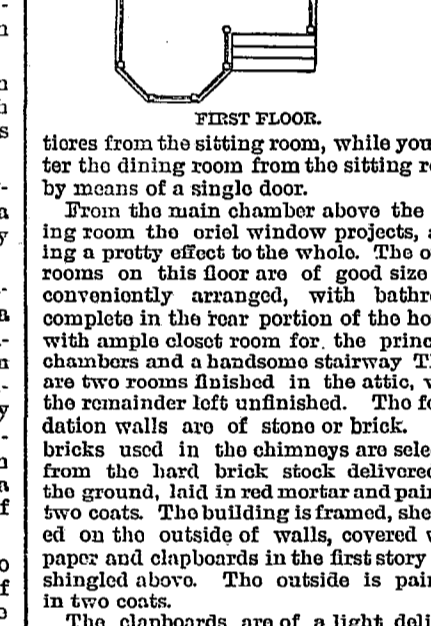 FIRST FLOOR.
tieres from the sitting room, while you
ter the dining room from the sitting r
by means of a single door.
From the main chamber above the
ing room the oriel window projects,
ing a pretty effect to the whole. The o
rooms on this floor are of good size
conveniently arranged, with bathr
complete in the rear portion of the ho
with ample closet room for. the princ
chambers and a handsome stairway T
are two rooms finished in the attic,
the remainder left unfinished. The fo
dation walls are of stone or brick.
bricks used in the chimneys are sele
from the hard brick stock delivered
the ground, laid in red mortar and pai
two coats. The building is framed, she
ed on the outside of walls, covered
paper and clapboards in the first story
shingled above. The outside is pai
in two coats.
The clapboards are of a light deli